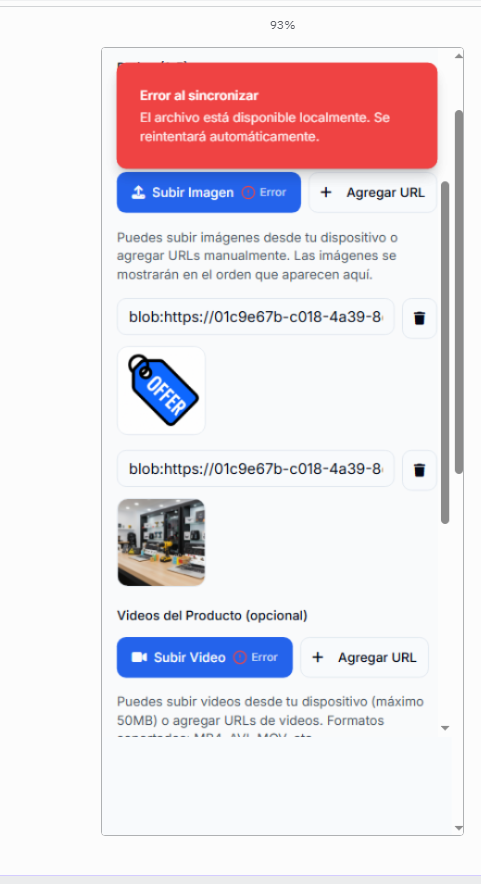 93%
Error al sincronizar
El archivo está disponible localmente. Se
reintentará automáticamente.
Subir Imagen Error
+ Agregar URL
Puedes subir imágenes desde tu dispositivo o
agregar URLs manualmente. Las imágenes se
mostrarán en el orden que aparecen aquí.
blob:https://01c9e67b-c018-4a39-8
OFFER
blob:https://01c9e67b-c018-4a39-8
Videos del Producto (opcional)
Subir Video Error
+ Agregar URL
Puedes subir videos desde tu dispositivo (máximo
50MB) o agregar URLs de videos. Formatos